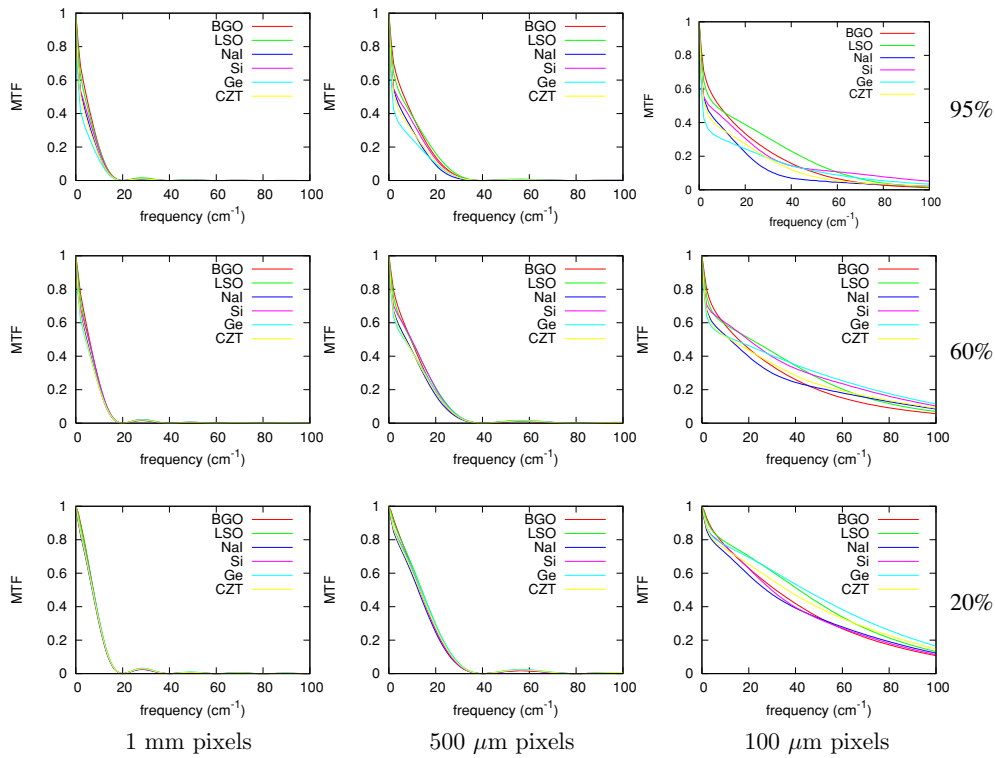 1
0.8
0.6
0.4
0.2
0
0 20 40 60 80 100
MTF
frequency (cm-1)
BGO
LSO
NaI
Si
Ge
CZT
1
0.8
0.6
0.4
0.2
0
0 20 40 60 80 100
MTF
frequency (cm-1)
BGO
LSO
NaI
Si
Ge
CZT
1
0.8
0.6
0.4
0.2
0
0 20 40 60 80 100
MTF
frequency (cm-1)
BGO
LSO
NaI
Si
Ge
CZT
95%
1
0.8
0.6
0.4
0.2
0
0 20 40 60 80 100
MTF
frequency (cm-1)
BGO
LSO
NaI
Si
Ge
CZT
1
0.8
0.6
0.4
0.2
0
0 20 40 60 80 100
MTF
frequency (cm-1)
BGO
LSO
NaI
Si
Ge
CZT
1
0.8
0.6
0.4
0.2
0
0 20 40 60 80 100
MTF
frequency (cm-1)
BGO
LSO
NaI
Si
Ge
CZT
60%
1
0.8
0.6
0.4
0.2
0
0 20 40 60 80 100
MTF
frequency (cm-1)
BGO
LSO
NaI
Si
Ge
CZT
1
0.8
0.6
0.4
0.2
0
0 20 40 60 80 100
MTF
frequency (cm-1)
BGO
LSO
NaI
Si
Ge
CZT
1
0.8
0.6
0.4
0.2
0
0 20 40 60 80 100
MTF
frequency (cm-1)
BGO
LSO
NaI
Si
Ge
CZT
20%
1 mm pixels
500 μm pixels
100 μm pixels